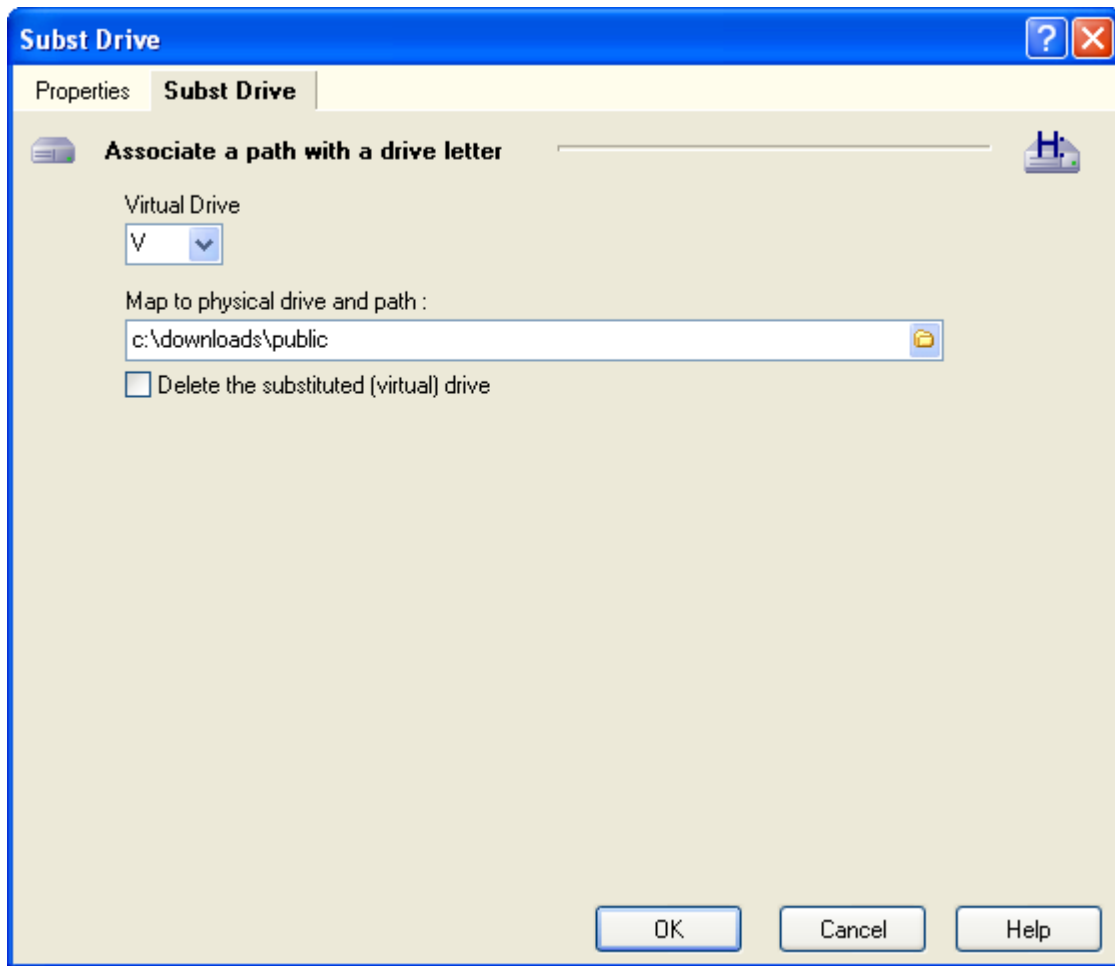 Subst Drive
Properties Subst Drive
Associate a path with a drive letter
H:
Virtual Drive
V
Map to physical drive and path :
c:\downloads\public
Delete the substituted (virtual) drive
OK Cancel Help